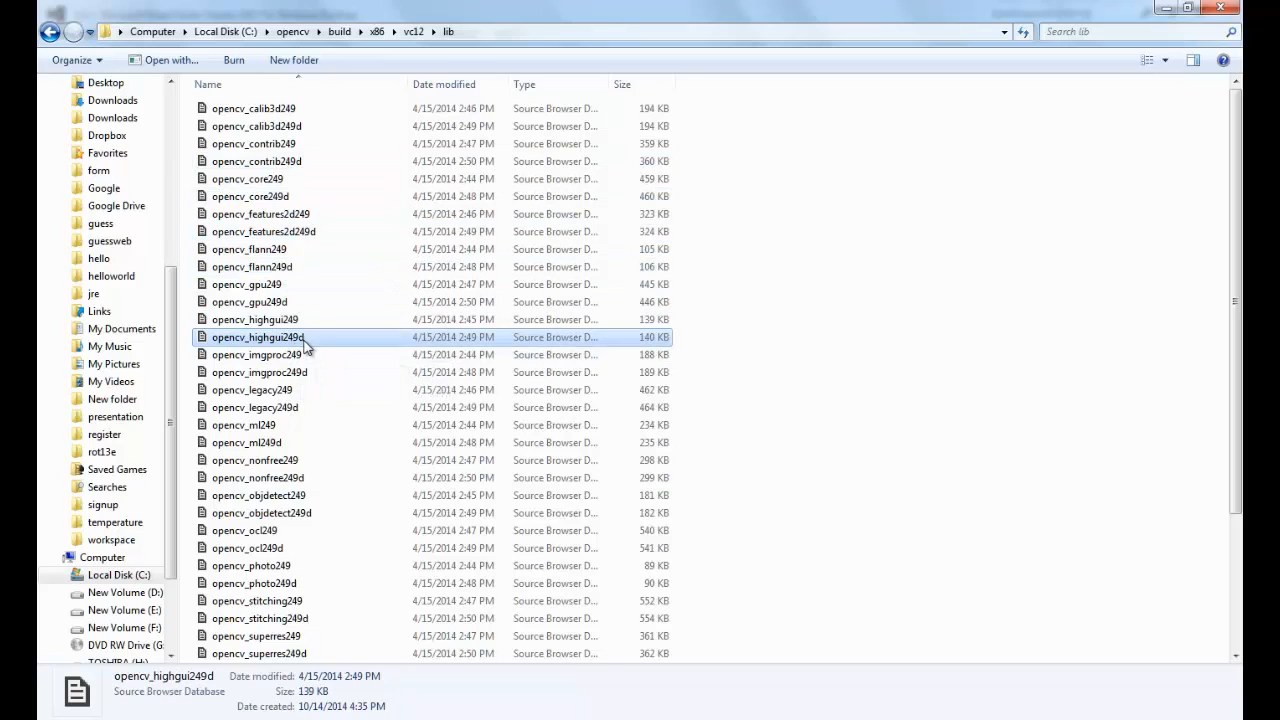 Computer Local Disk (C:) opencv build x86 vc12 lib Search lib
Organize Open with... Burn New folder
Name Date modified Type Size
Desktop
Downloads
Downloads
Dropbox
Favorites
form
Google
Google Drive
guess
guessweb
hello
helloworld
jre
Links
My Documents
My Music
My Pictures
My Videos
New folder
presentation
register
rot13e
Saved Games
Searches
signup
temperature
workspace
Computer
Local Disk (C:)
New Volume (D:)
New Volume (E:)
New Volume (F:)
DVD RW Drive (G:
TOSHIBA (H:)
opencv_calib3d249 4/15/2014 2:46 PM Source Browser D... 194 KB
opencv_calib3d249d 4/15/2014 2:49 PM Source Browser D... 194 KB
opencv_contrib249 4/15/2014 2:47 PM Source Browser D... 359 KB
opencv_contrib249d 4/15/2014 2:50 PM Source Browser D... 360 KB
opencv_core249 4/15/2014 2:44 PM Source Browser D... 459 KB
opencv_core249d 4/15/2014 2:48 PM Source Browser D... 460 KB
opencv_features2d249 4/15/2014 2:46 PM Source Browser D... 323 KB
opencv_features2d249d 4/15/2014 2:49 PM Source Browser D... 324 KB
opencv_flann249 4/15/2014 2:44 PM Source Browser D... 105 KB
opencv_flann249d 4/15/2014 2:48 PM Source Browser D... 106 KB
opencv_gpu249 4/15/2014 2:47 PM Source Browser D... 445 KB
opencv_gpu249d 4/15/2014 2:50 PM Source Browser D... 446 KB
opencv_highgui249 4/15/2014 2:45 PM Source Browser D... 139 KB
opencv_highgui249d 4/15/2014 2:49 PM Source Browser D... 140 KB
opencv_imgproc249 4/15/2014 2:44 PM Source Browser D... 188 KB
opencv_imgproc249d 4/15/2014 2:48 PM Source Browser D... 189 KB
opencv_legacy249 4/15/2014 2:47 PM Source Browser D... 462 KB
opencv_legacy249d 4/15/2014 2:49 PM Source Browser D... 464 KB
opencv_ml249 4/15/2014 2:44 PM Source Browser D... 234 KB
opencv_ml249d 4/15/2014 2:48 PM Source Browser D... 235 KB
opencv_nonfree249 4/15/2014 2:47 PM Source Browser D... 298 KB
opencv_nonfree249d 4/15/2014 2:50 PM Source Browser D... 299 KB
opencv_objdetect249 4/15/2014 2:45 PM Source Browser D... 181 KB
opencv_objdetect249d 4/15/2014 2:49 PM Source Browser D... 182 KB
opencv_ocl249 4/15/2014 2:47 PM Source Browser D... 540 KB
opencv_ocl249d 4/15/2014 2:49 PM Source Browser D... 541 KB
opencv_photo249 4/15/2014 2:44 PM Source Browser D... 89 KB
opencv_photo249d 4/15/2014 2:48 PM Source Browser D... 90 KB
opencv_stitching249 4/15/2014 2:47 PM Source Browser D... 552 KB
opencv_stitching249d 4/15/2014 2:50 PM Source Browser D... 554 KB
opencv_superres249 4/15/2014 2:47 PM Source Browser D... 361 KB
opencv_superres249d 4/15/2014 2:50 PM Source Browser D... 362 KB
opencv_highgui249d Date modified: 4/15/2014 2:49 PM
Source Browser Database Size: 139 KB
Date created: 10/14/2014 4:35 PM